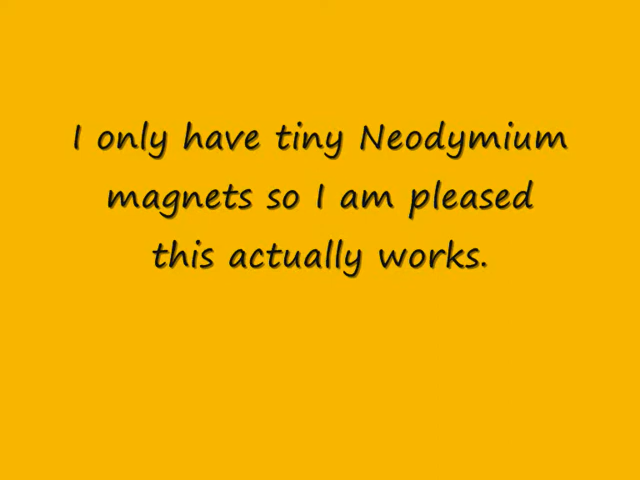 I only have tiny Neodymium
magnets so I am pleased
this actually works.